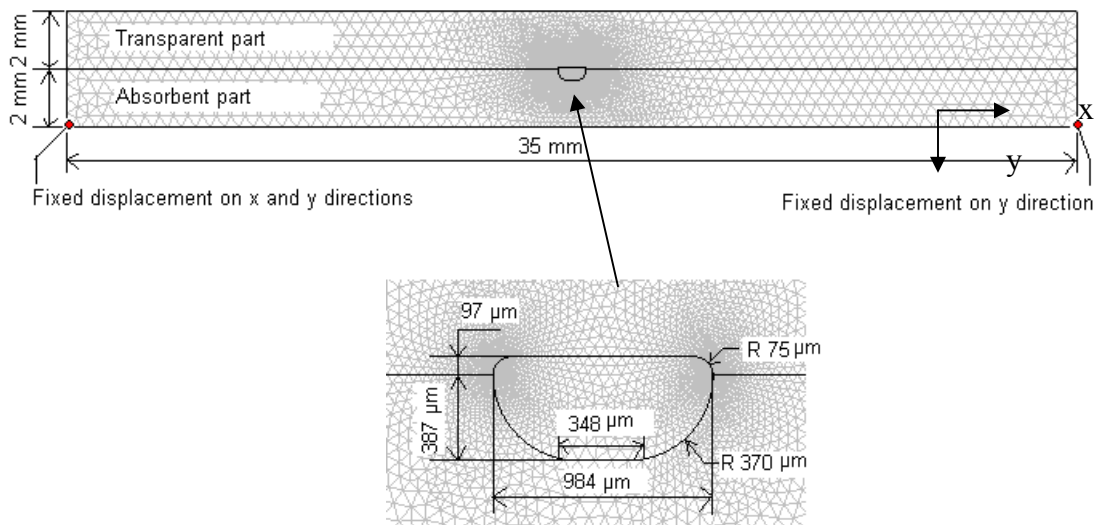 2 mm
Transparent part
2 mm
Absorbent part
x
35 mm
y
Fixed displacement on x and y directions
Fixed displacement on y direction
97 µm
R 75 µm
387 µm
348 µm
R 370 µm
984 µm